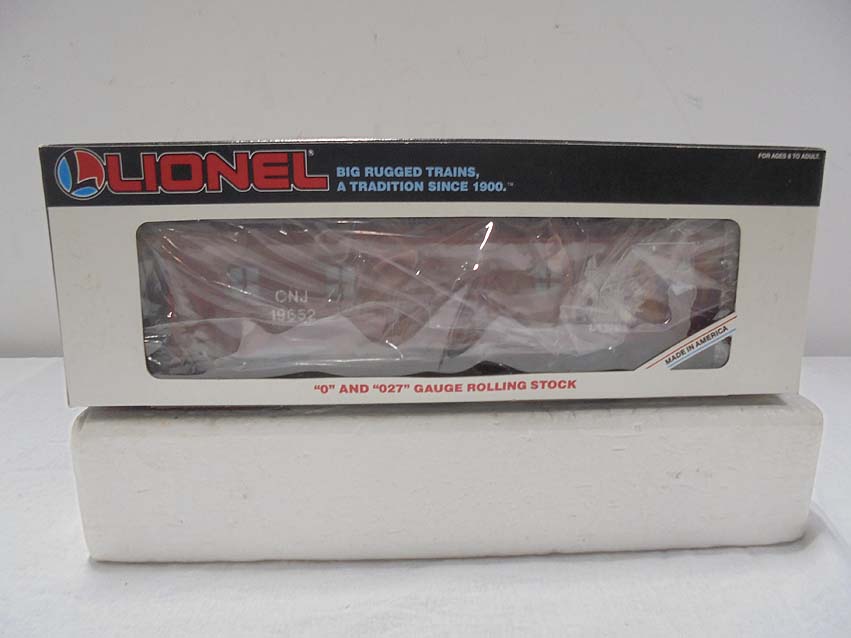 LIONEL®
BIG RUGGED TRAINS,
A TRADITION SINCE 1900.™
FOR AGES 8 TO ADULT.
CNJ
19652
MADE IN AMERICA
"O" AND "027" GAUGE ROLLING STOCK